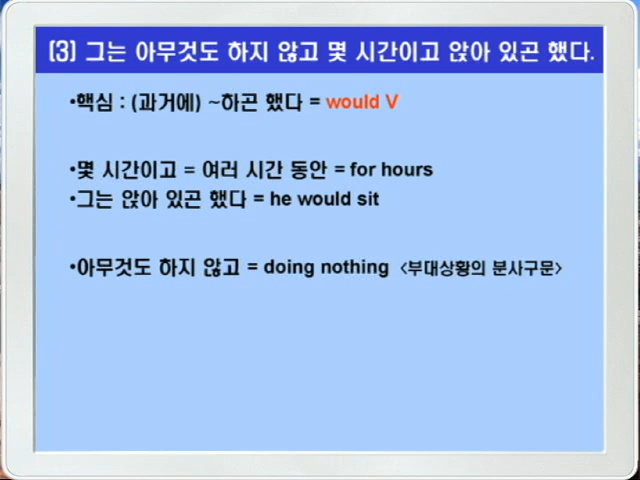 (3) 그는 아무것도 하지 않고 몇 시간이고 앉아 있곤 했다.
•핵심 : (과거에) ~하곤 했다 = would V
•몇 시간이고 = 여러 시간 동안 = for hours
•그는 앉아 있곤 했다 = he would sit
•아무것도 하지 않고 = doing nothing <부대상황의 분사구문>